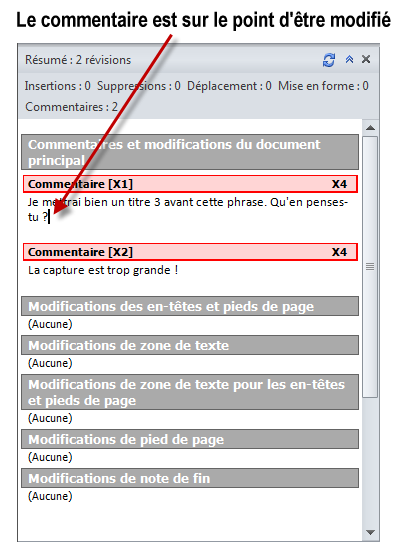 Le commentaire est sur le point d'être modifié
Résumé : 2 révisions
Insertions : 0 Suppressions : 0 Déplacement : 0 Mise en forme : 0
Commentaires : 2
Commentaires et modifications du document
principal
Commentaire [X1] X4
Je mettrai bien un titre 3 avant cette phrase. Qu'en penses-
tu ?
Commentaire [X2] X4
La capture est trop grande !
Modifications des en-têtes et pieds de page
(Aucune)
Modifications de zone de texte
(Aucune)
Modifications de zone de texte pour les en-têtes
et pieds de page
(Aucune)
Modifications de pied de page
(Aucune)
Modifications de note de fin
(Aucune)